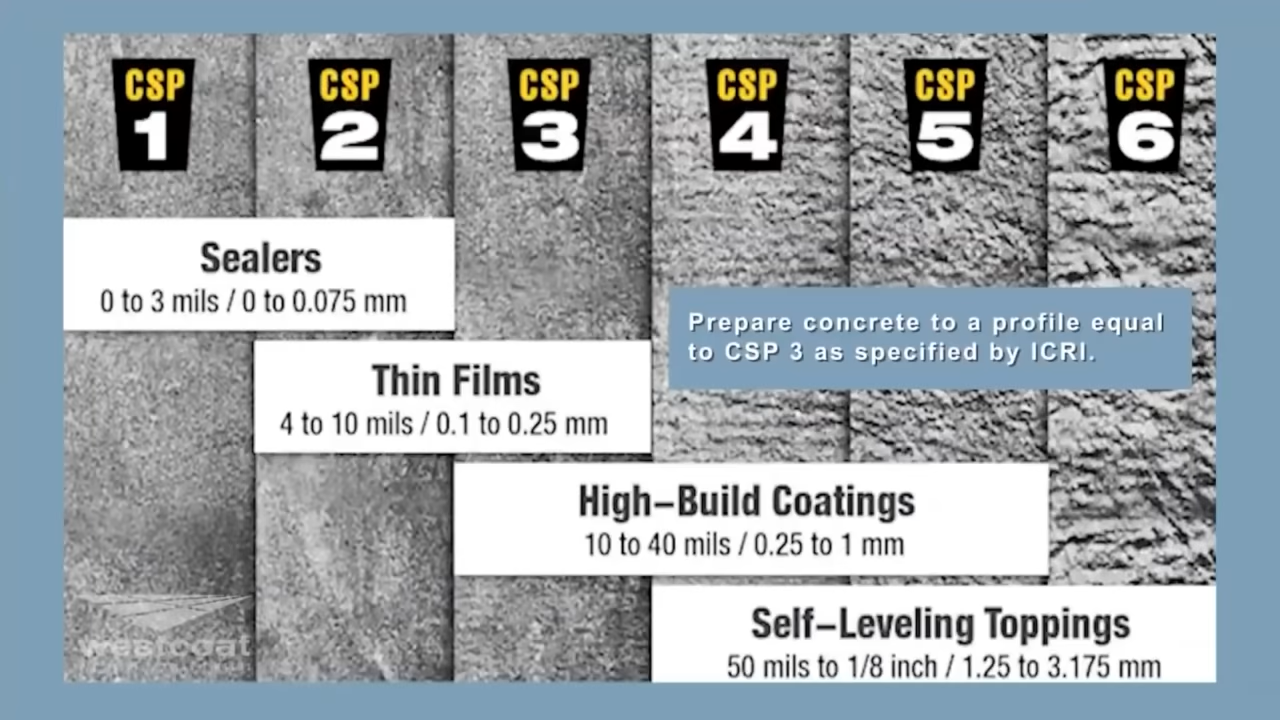 CSP 1
CSP 2
CSP 3
CSP 4
CSP 5
CSP 6
Sealers
0 to 3 mils / 0 to 0.075 mm
Prepare concrete to a profile equal
to CSP 3 as specified by ICRI.
Thin Films
4 to 10 mils / 0.1 to 0.25 mm
High–Build Coatings
10 to 40 mils / 0.25 to 1 mm
Self–Leveling Toppings
50 mils to 1/8 inch / 1.25 to 3.175 mm
westcoat